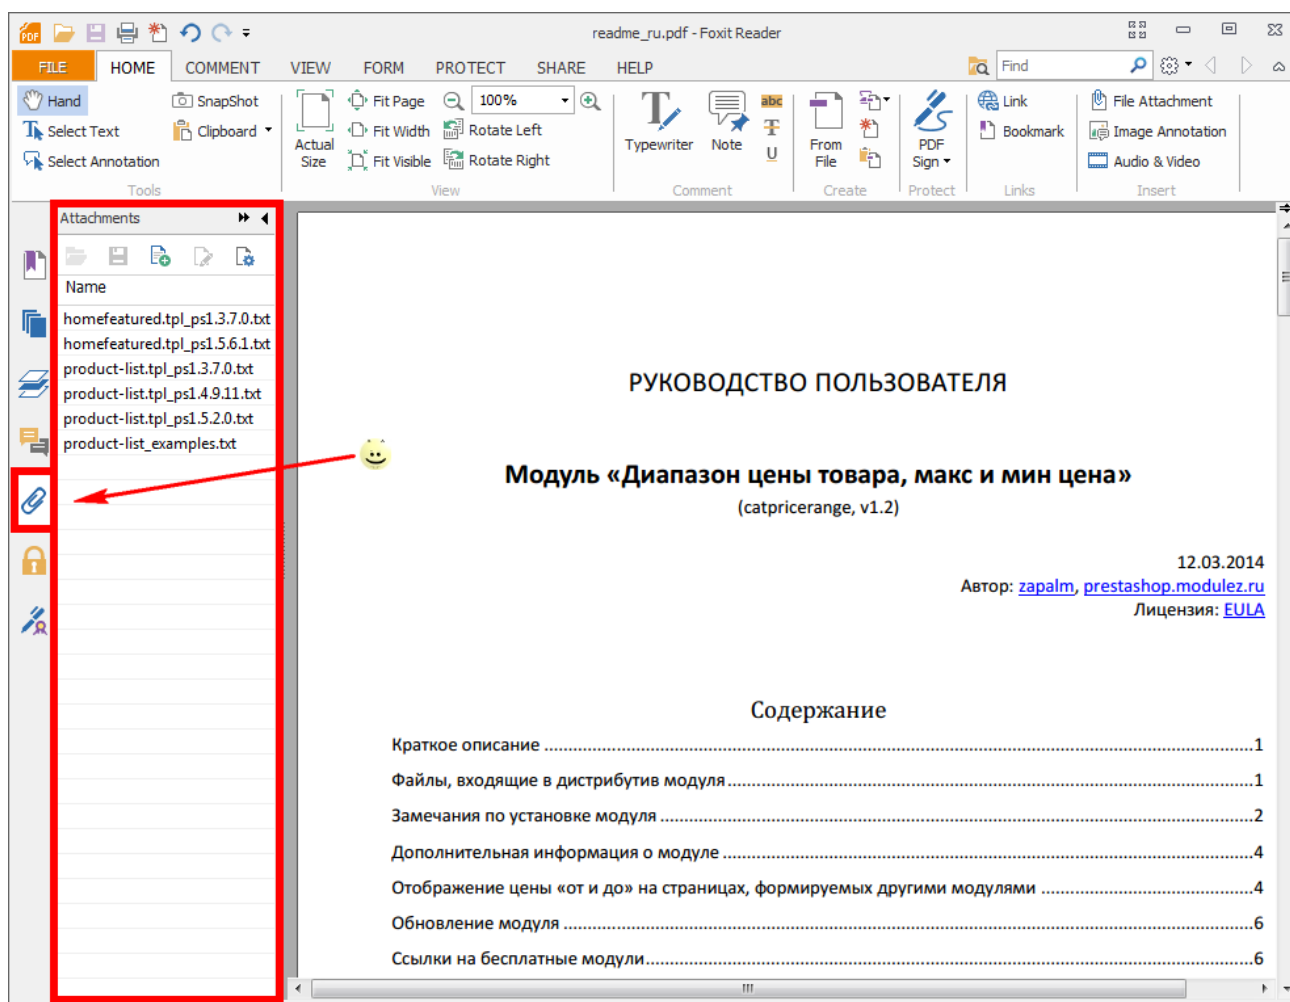 PDF
readme_ru.pdf - Foxit Reader
FILE HOME COMMENT VIEW FORM PROTECT SHARE HELP Find
Hand SnapShot
Select Text Clipboard
Select Annotation
Tools
Actual Size
Fit Page 100%
Fit Width Rotate Left
Fit Visible Rotate Right
View
Typewriter Note abc T U
Comment
From File
Create
PDF Sign
Protect
Link
Bookmark
Links
File Attachment
Image Annotation
Audio & Video
Insert
Attachments
Name
homefeatured.tpl_ps1.3.7.0.txt
homefeatured.tpl_ps1.5.6.1.txt
product-list.tpl_ps1.3.7.0.txt
product-list.tpl_ps1.4.9.11.txt
product-list.tpl_ps1.5.2.0.txt
product-list_examples.txt
РУКОВОДСТВО ПОЛЬЗОВАТЕЛЯ
Модуль «Диапазон цены товара, макс и мин цена»
(catpricerange, v1.2)
12.03.2014
Автор: zapalm, prestashop.modulez.ru
Лицензия: EULA
Содержание
Краткое описание ........ 1
Файлы, входящие в дистрибутив модуля ........ 1
Замечания по установке модуля ........ 2
Дополнительная информация о модуле ........ 4
Отображение цены «от и до» на страницах, формируемых другими модулями ........ 4
Обновление модуля ........ 6
Ссылки на бесплатные модули ........ 6